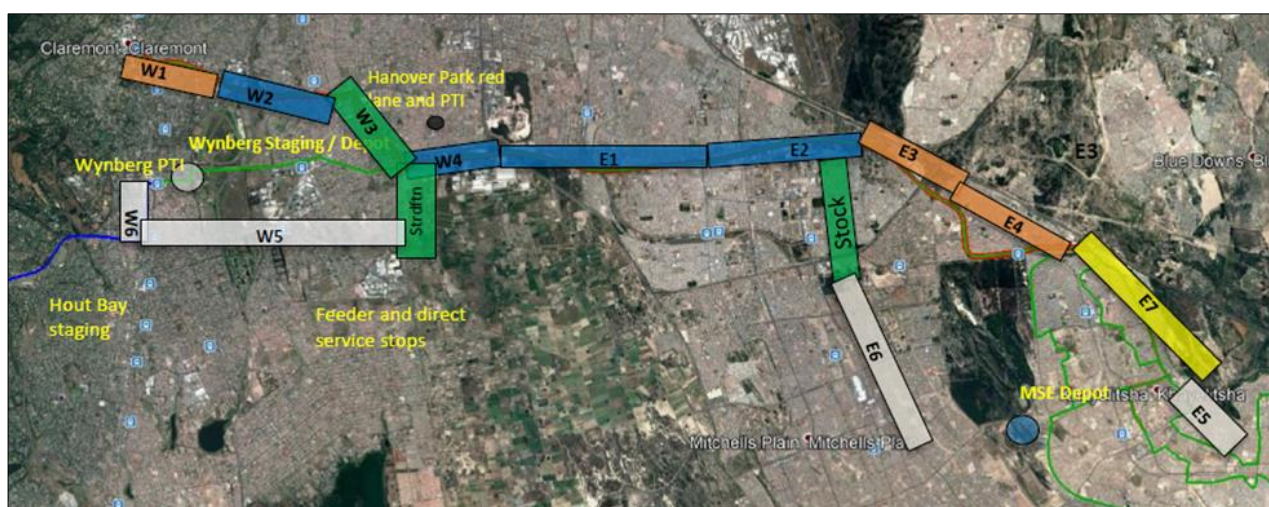 Claremont Claremont
W1
W2
Hanover Park red
lane and PTI
W3
Wynberg Staging / Depot
Wynberg PTI
W4
E1
E2
E3
E3
Blue Downs
Strdftn
Stock
E4
W6
W5
E7
Hout Bay
staging
Feeder and direct
service stops
E6
MSE Depot
E5
Mitchells Plain Mitchells Pla